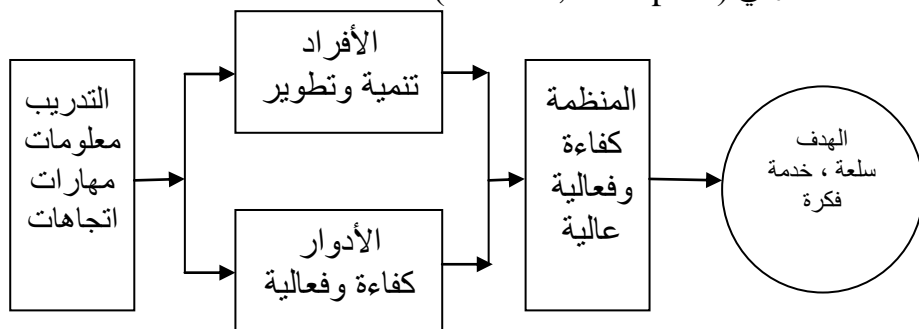 التدريب
معلومات
مهارات
اتجاهات
الأفراد
تنمية وتطوير
الأدوار
كفاءة وفعالية
المنظمة
كفاءة
وفعالية
عالية
الهدف
سلعة ، خدمة
فكرة